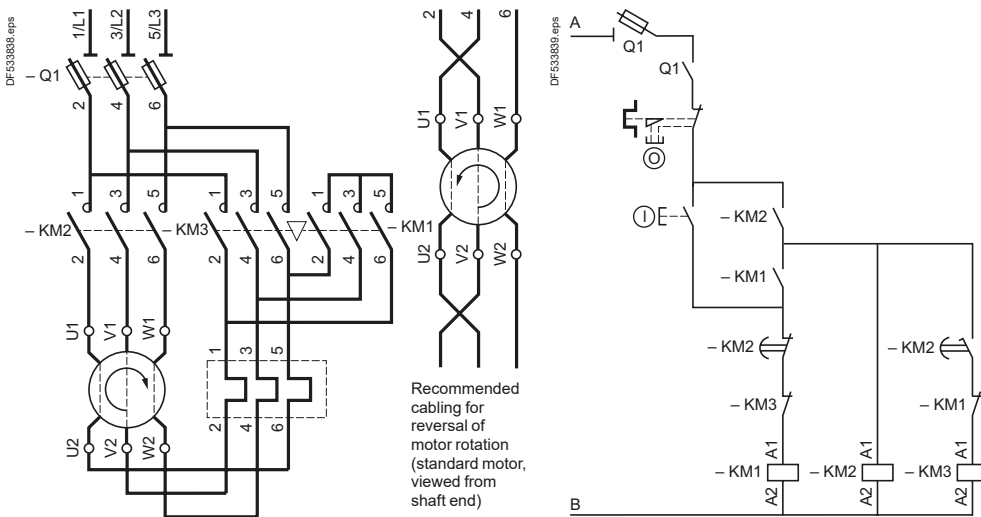 DF533838.eps
1/L1 3/L2 5/L3
– Q1
2 4 6
1 3 5 1 3 5 1 3 5
– KM2 – KM3 – KM1
2 4 6 2 4 6 2 4 6
U1 V1 W1
1 3 5
2 4 6
U2 V2 W2
2 4 6
U1 V1 W1
U2 V2 W2
Recommended
cabling for
reversal of
motor rotation
(standard motor,
viewed from
shaft end)
DF533839.eps
A
Q1
Q1
O
I
– KM2
– KM1
– KM2 – KM2
– KM3 – KM1
A1 A1 A1
– KM1 – KM2 – KM3
A2 A2 A2
B